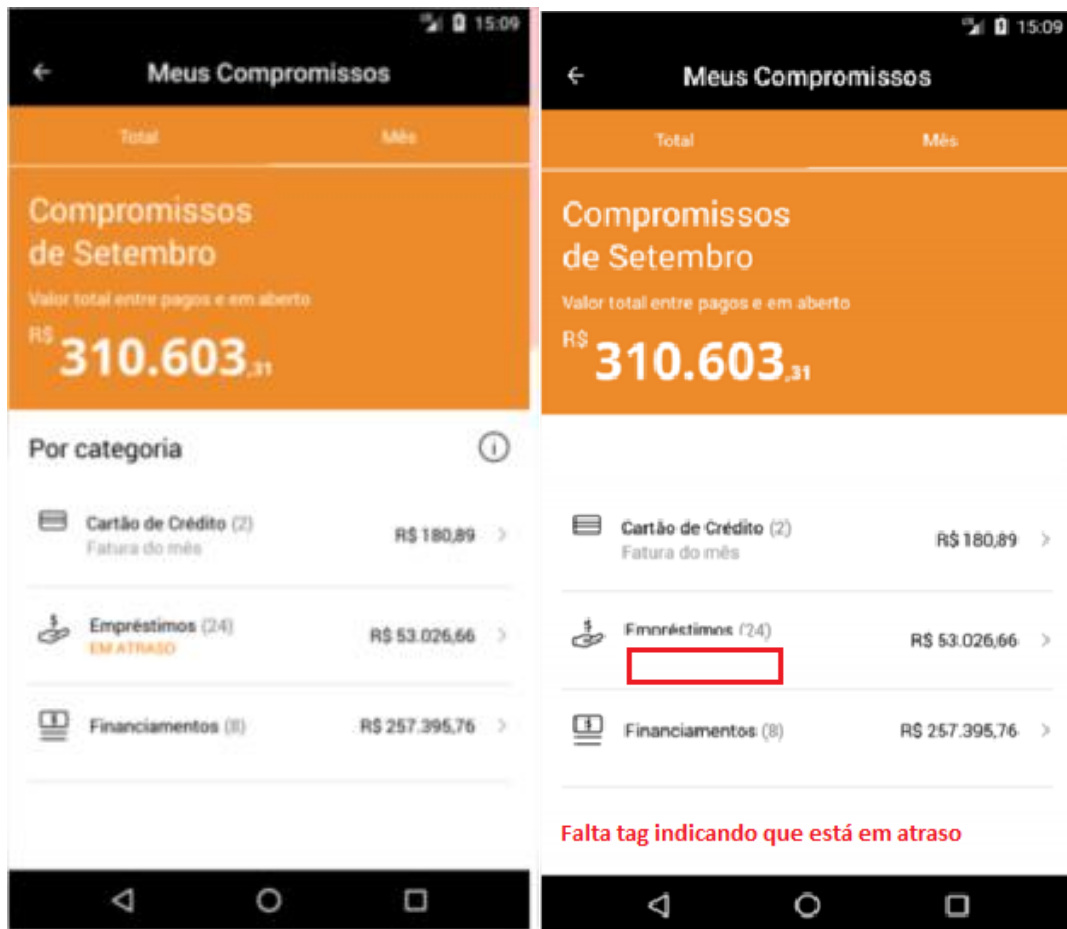 15:09
Meus Compromissos
Total Mês
Compromissos
de Setembro
Valor total entre pagos e em aberto
R$ 310.603,31
Por categoria
Cartão de Crédito (2)
Fatura do mês
R$ 180,89
Empréstimos (24)
EM ATRASO
R$ 53.026,66
Financiamentos (8)
R$ 257.395,76
15:09
Meus Compromissos
Total Mês
Compromissos
de Setembro
Valor total entre pagos e em aberto
R$ 310.603,31
Cartão de Crédito (2)
Fatura do mês
R$ 180,89
Empréstimos (24)
R$ 53.026,66
Financiamentos (8)
R$ 257.395,76
Falta tag indicando que está em atraso